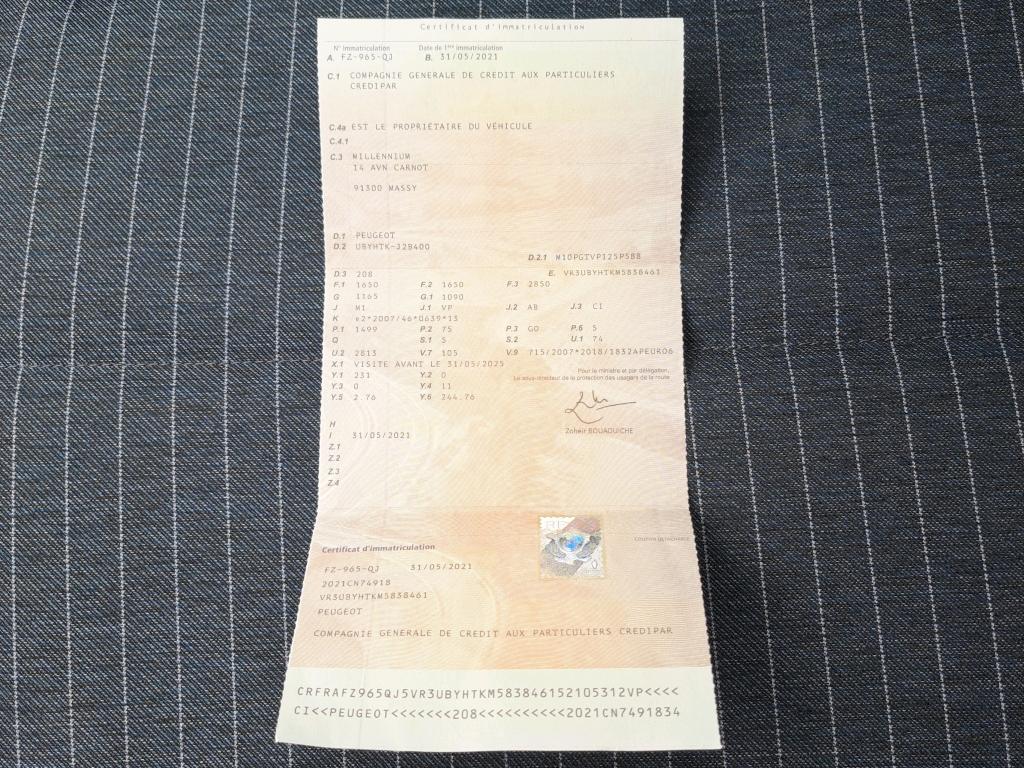 Certificat d'immatriculation
N° immatriculation Date de 1ère immatriculation
A. FZ-965-QJ B. 31/05/2021
C.1 COMPAGNIE GENERALE DE CREDIT AUX PARTICULIERS
CREDIPAR
C.4a EST LE PROPRIÉTAIRE DU VÉHICULE
C.4.1
C.3 MILLENNIUM
14 AVN CARNOT
91300 MASSY
D.1 PEUGEOT
D.2 UBYHTK-J2B400
D.2.1 M10PGTVP125P588
D.3 208 E. VR3UBYHTKM5838461
F.1 1650 F.2 1650 F.3 2850
G 1165 G.1 1090
J M1 J.1 VP J.2 AB J.3 CI
K e2*2007/46*0639*13
P.1 1499 P.2 75 P.3 GO P.6 5
Q S.1 5 S.2 U.1 74
U.2 2813 V.7 105 V.9 715/2007*2018/1832APEURO6
X.1 VISITE AVANT LE 31/05/2025
Y.1 231 Y.2 0
Y.3 0 Y.4 11
Y.5 2.76 Y.6 244.76
Pour le ministre et par délégation,
Le sous-directeur de la protection des usagers de la route
Zoheir BOUAOUICHE
H
I 31/05/2021
Z.1
Z.2
Z.3
Z.4
COUPON DÉTACHABLE
Certificat d'immatriculation
FZ-965-QJ 31/05/2021
2021CN74918
VR3UBYHTKM5838461
PEUGEOT
COMPAGNIE GENERALE DE CREDIT AUX PARTICULIERS CREDIPAR
CRFRAFZ965QJ5VR3UBYHTKM583846152105312VP<<<<
CI<<PEUGEOT<<<<<<<208<<<<<<<<<<2021CN7491834